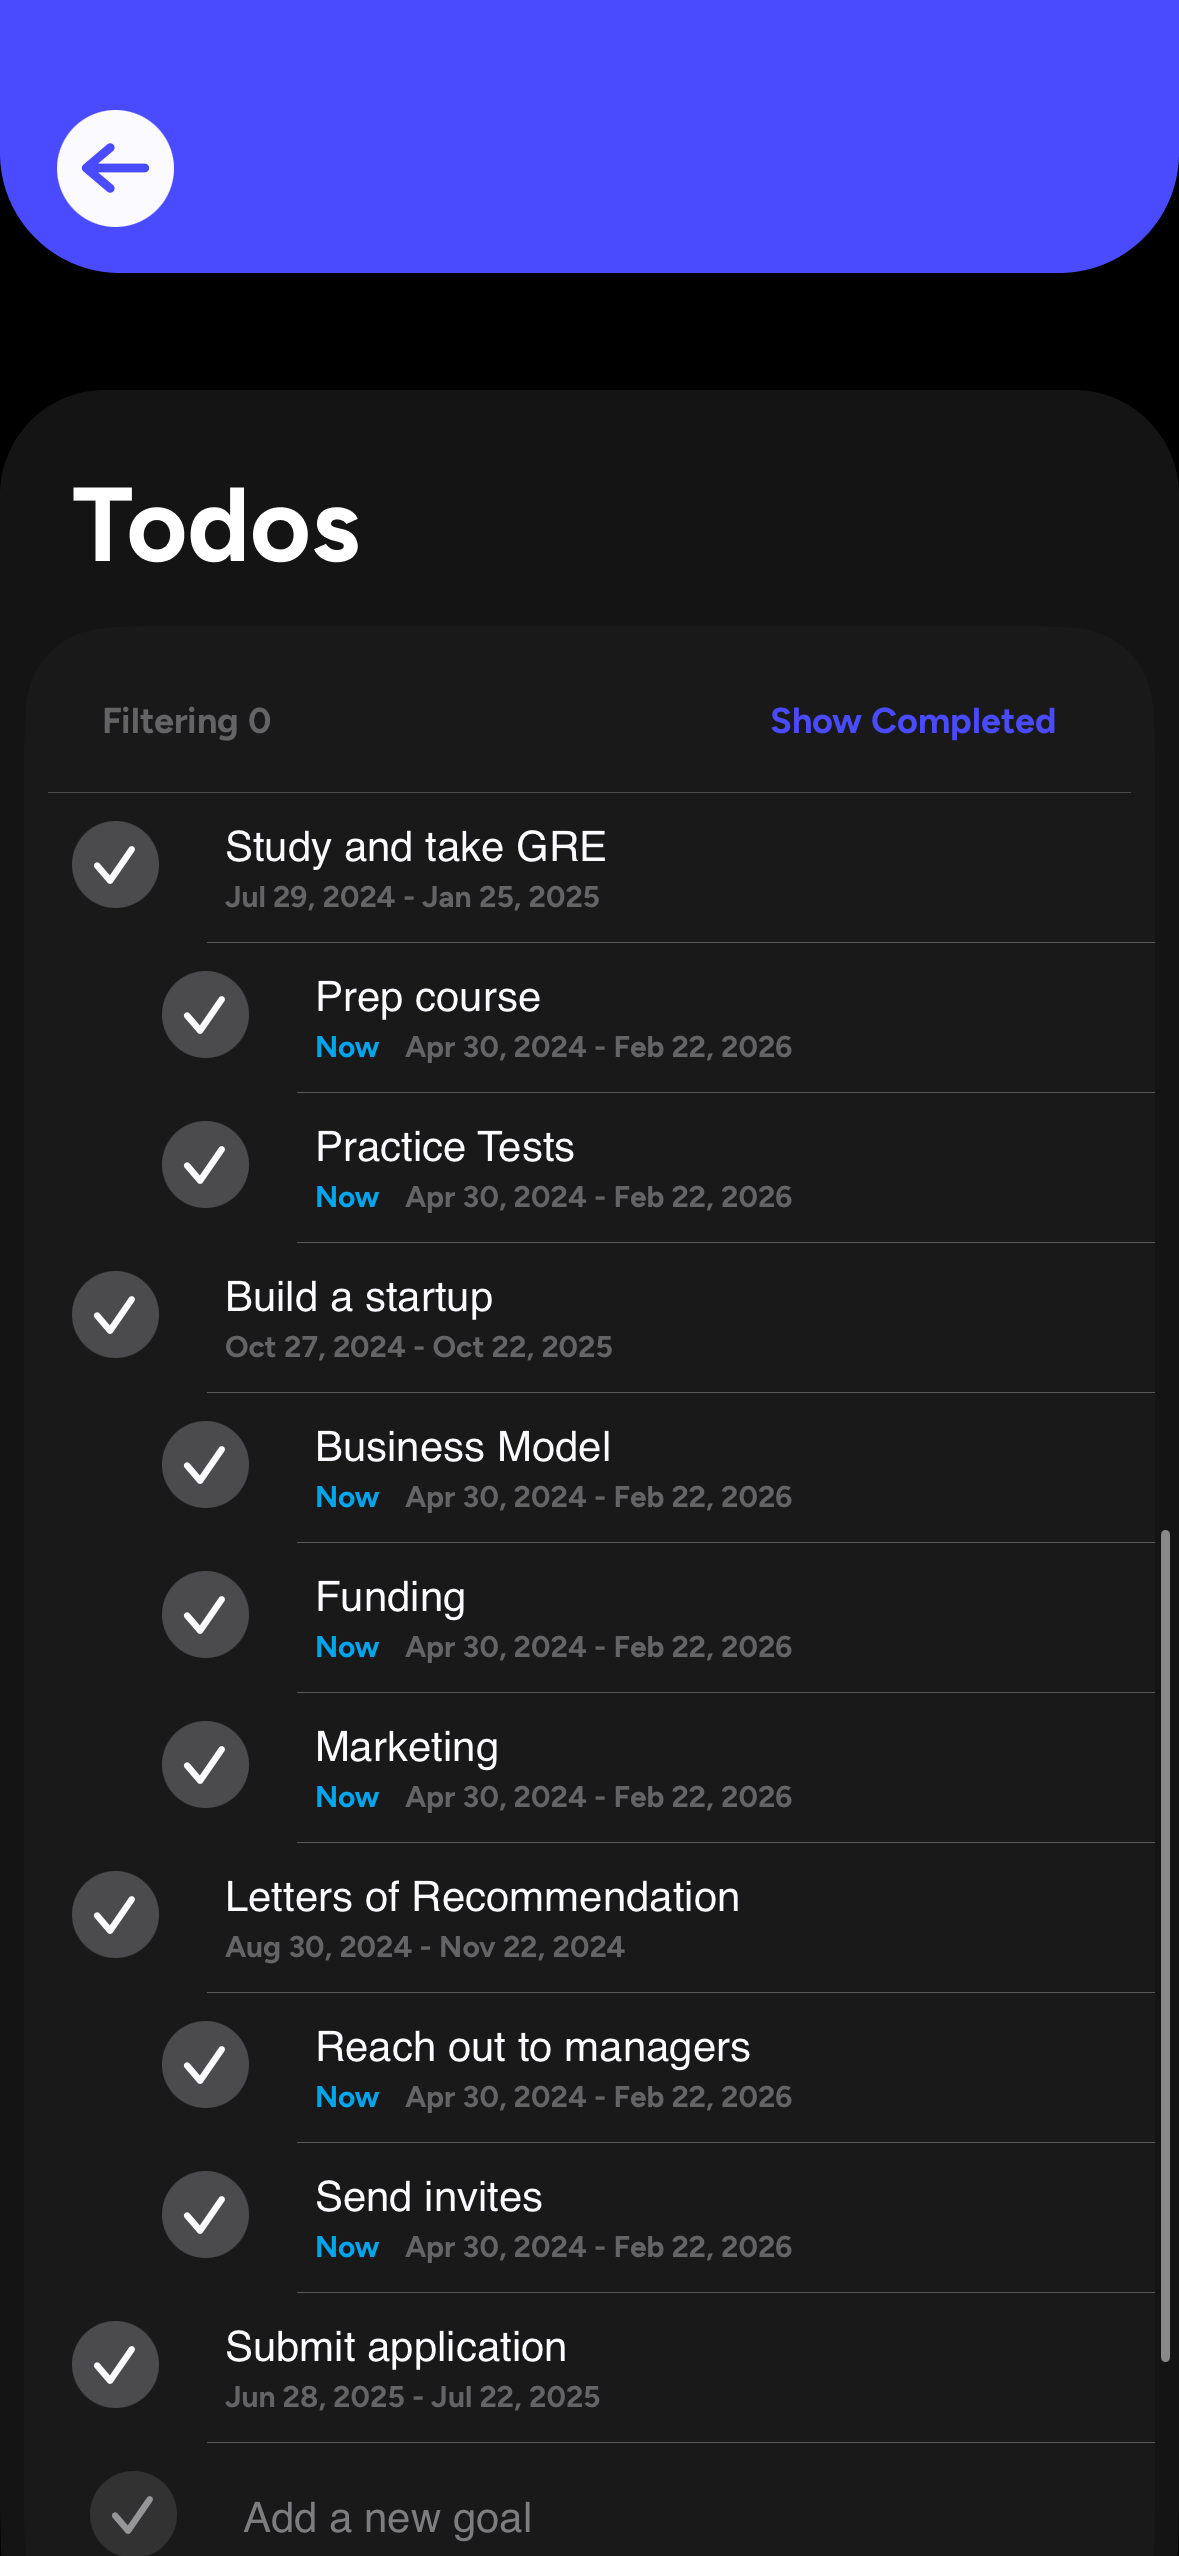 Todos
Filtering 0 Show Completed
Study and take GRE
Jul 29, 2024 - Jan 25, 2025
Prep course
Now Apr 30, 2024 - Feb 22, 2026
Practice Tests
Now Apr 30, 2024 - Feb 22, 2026
Build a startup
Oct 27, 2024 - Oct 22, 2025
Business Model
Now Apr 30, 2024 - Feb 22, 2026
Funding
Now Apr 30, 2024 - Feb 22, 2026
Marketing
Now Apr 30, 2024 - Feb 22, 2026
Letters of Recommendation
Aug 30, 2024 - Nov 22, 2024
Reach out to managers
Now Apr 30, 2024 - Feb 22, 2026
Send invites
Now Apr 30, 2024 - Feb 22, 2026
Submit application
Jun 28, 2025 - Jul 22, 2025
Add a new goal